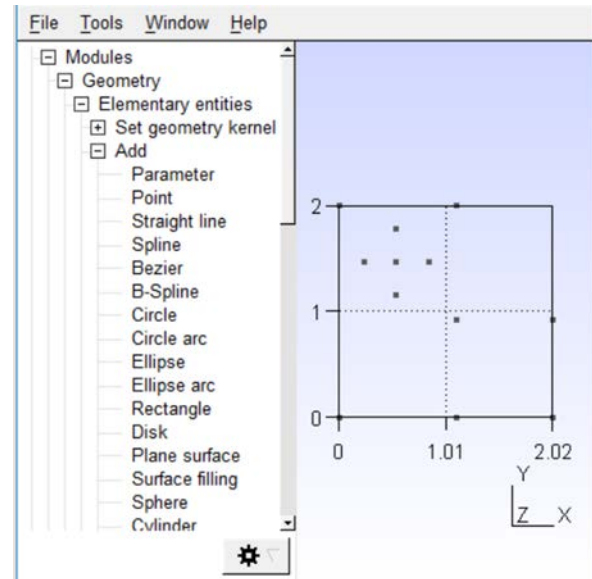 File Tools Window Help
Modules
Geometry
Elementary entities
Set geometry kernel
Add
Parameter
Point
Straight line
Spline
Bezier
B-Spline
Circle
Circle arc
Ellipse
Ellipse arc
Rectangle
Disk
Plane surface
Surface filling
Sphere
Cylinder
2
1
0
0 1.01 2.02
Y
Z X